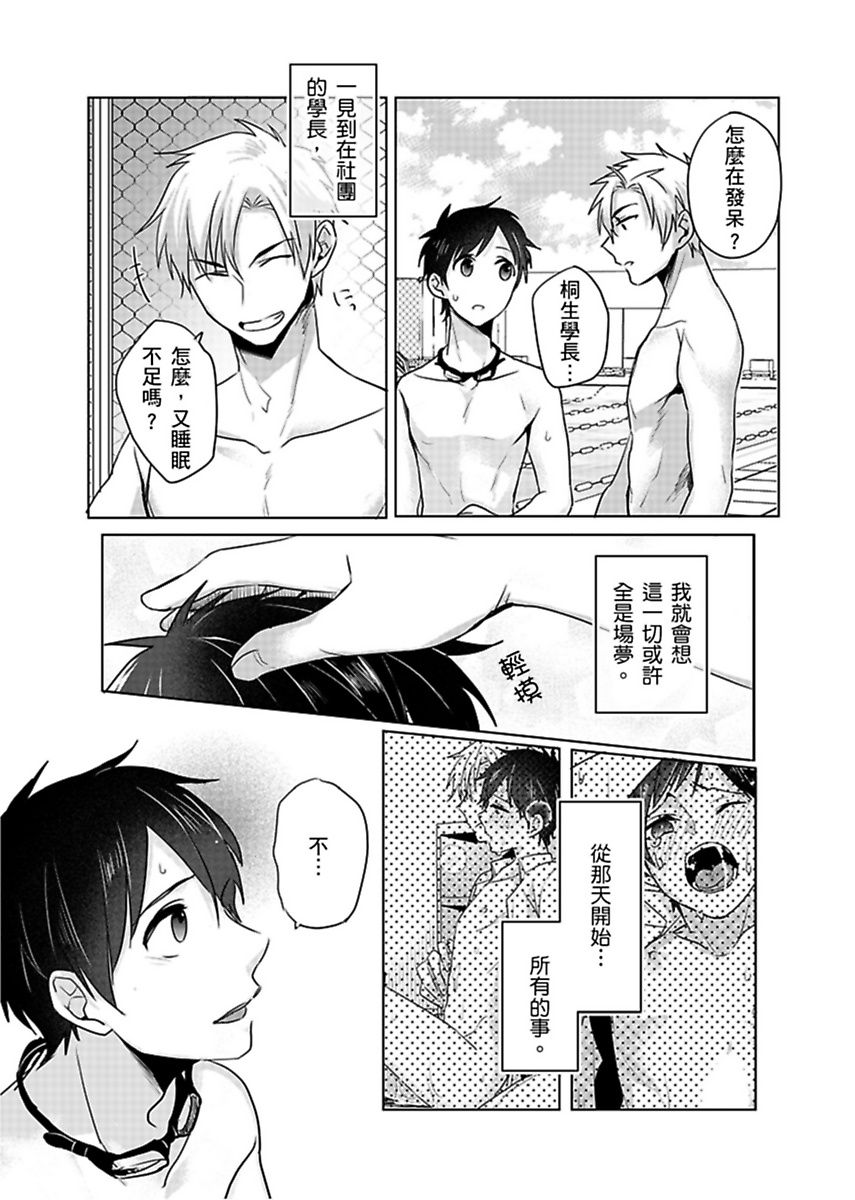 怎麼在發呆？
桐生學長…
一見到在社團
的學長，
怎麼，又睡眠
不足嗎？
我就會想
這一切或許
全是場夢。
輕摸
從那天開始…
所有的事。
不…